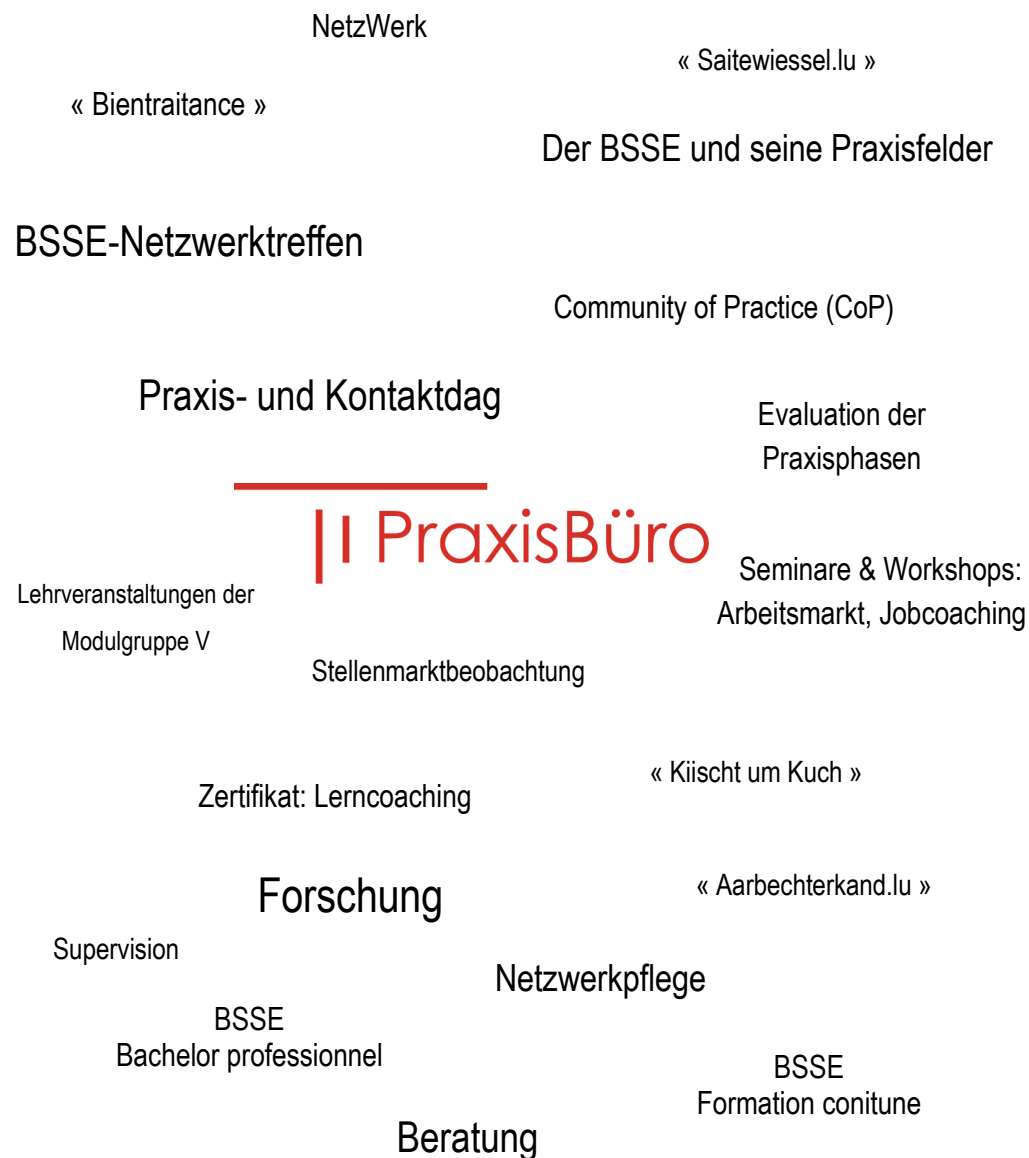 NetzWerk
« Saitewiessel.lu »
« Bientraitance »
Der BSSE und seine Praxisfelder
BSSE-Netzwerktreffen
Community of Practice (CoP)
Praxis- und Kontaktdag
Evaluation der
Praxisphasen
PraxisBüro
Seminare & Workshops:
Arbeitsmarkt, Jobcoaching
Lehrveranstaltungen der
Modulgruppe V
Stellenmarktbeobachtung
« Kiischt um Kuch »
Zertifikat: Lerncoaching
Forschung
« Aarbechterkand.lu »
Supervision
Netzwerkpflege
BSSE
Bachelor professionnel
BSSE
Formation conitune
Beratung